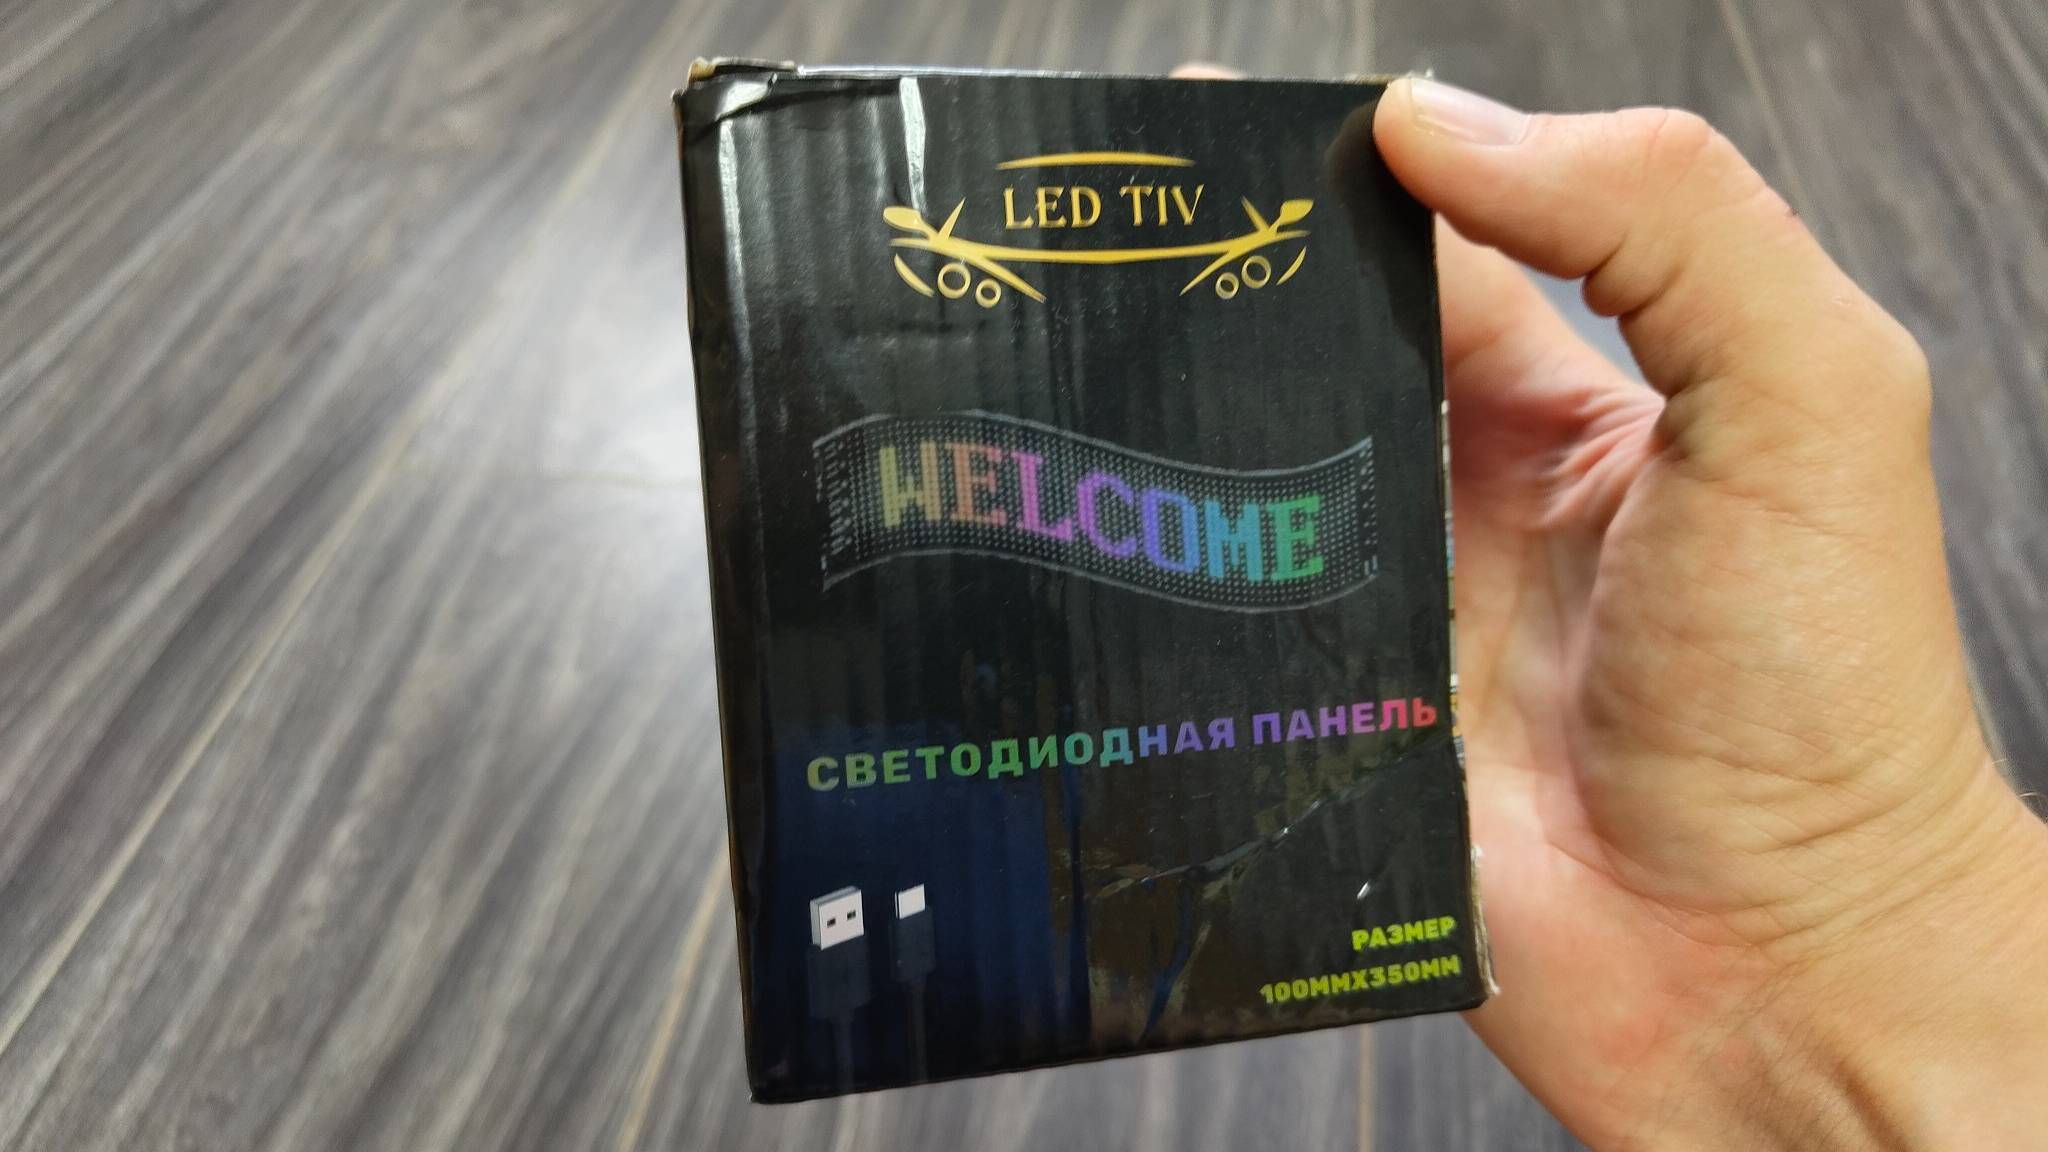 LED TIV
WELCOME
СВЕТОДИОДНАЯ ПАНЕЛЬ
РАЗМЕР
100ММХ350ММ